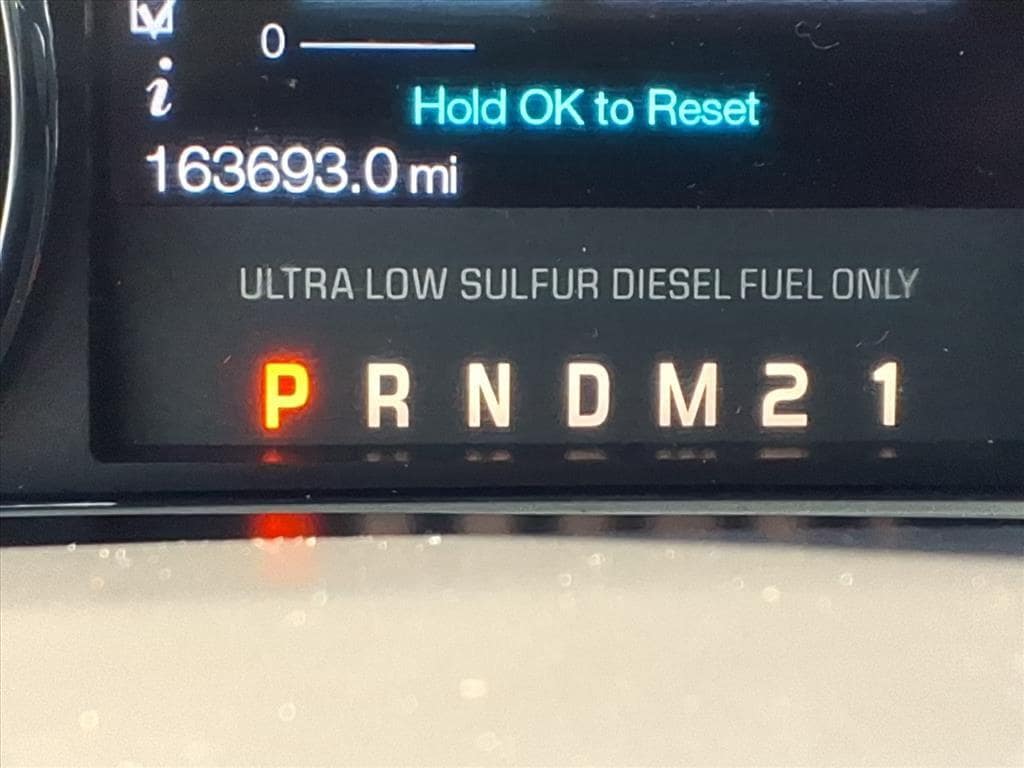 0
i
Hold OK to Reset
163693.0 mi
ULTRA LOW SULFUR DIESEL FUEL ONLY
P R N D M 2 1